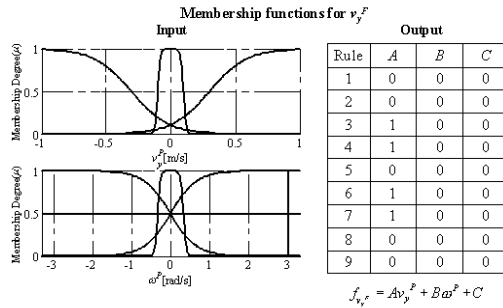 Membership functions for v_y^F
Input
Output
Membership Degree(μ)
1
0.5
0
-1
-0.5
0
0.5
1
v_y^P[m/s]
Membership Degree(μ)
1
0.5
0
-3
-2
-1
0
1
2
3
ω^P[rad/s]
Rule A B C
1 0 0 0
2 0 0 0
3 1 0 0
4 1 0 0
5 0 0 0
6 1 0 0
7 1 0 0
8 0 0 0
9 0 0 0
f_{v_y^F} = Av_y^P + Bω^P + C